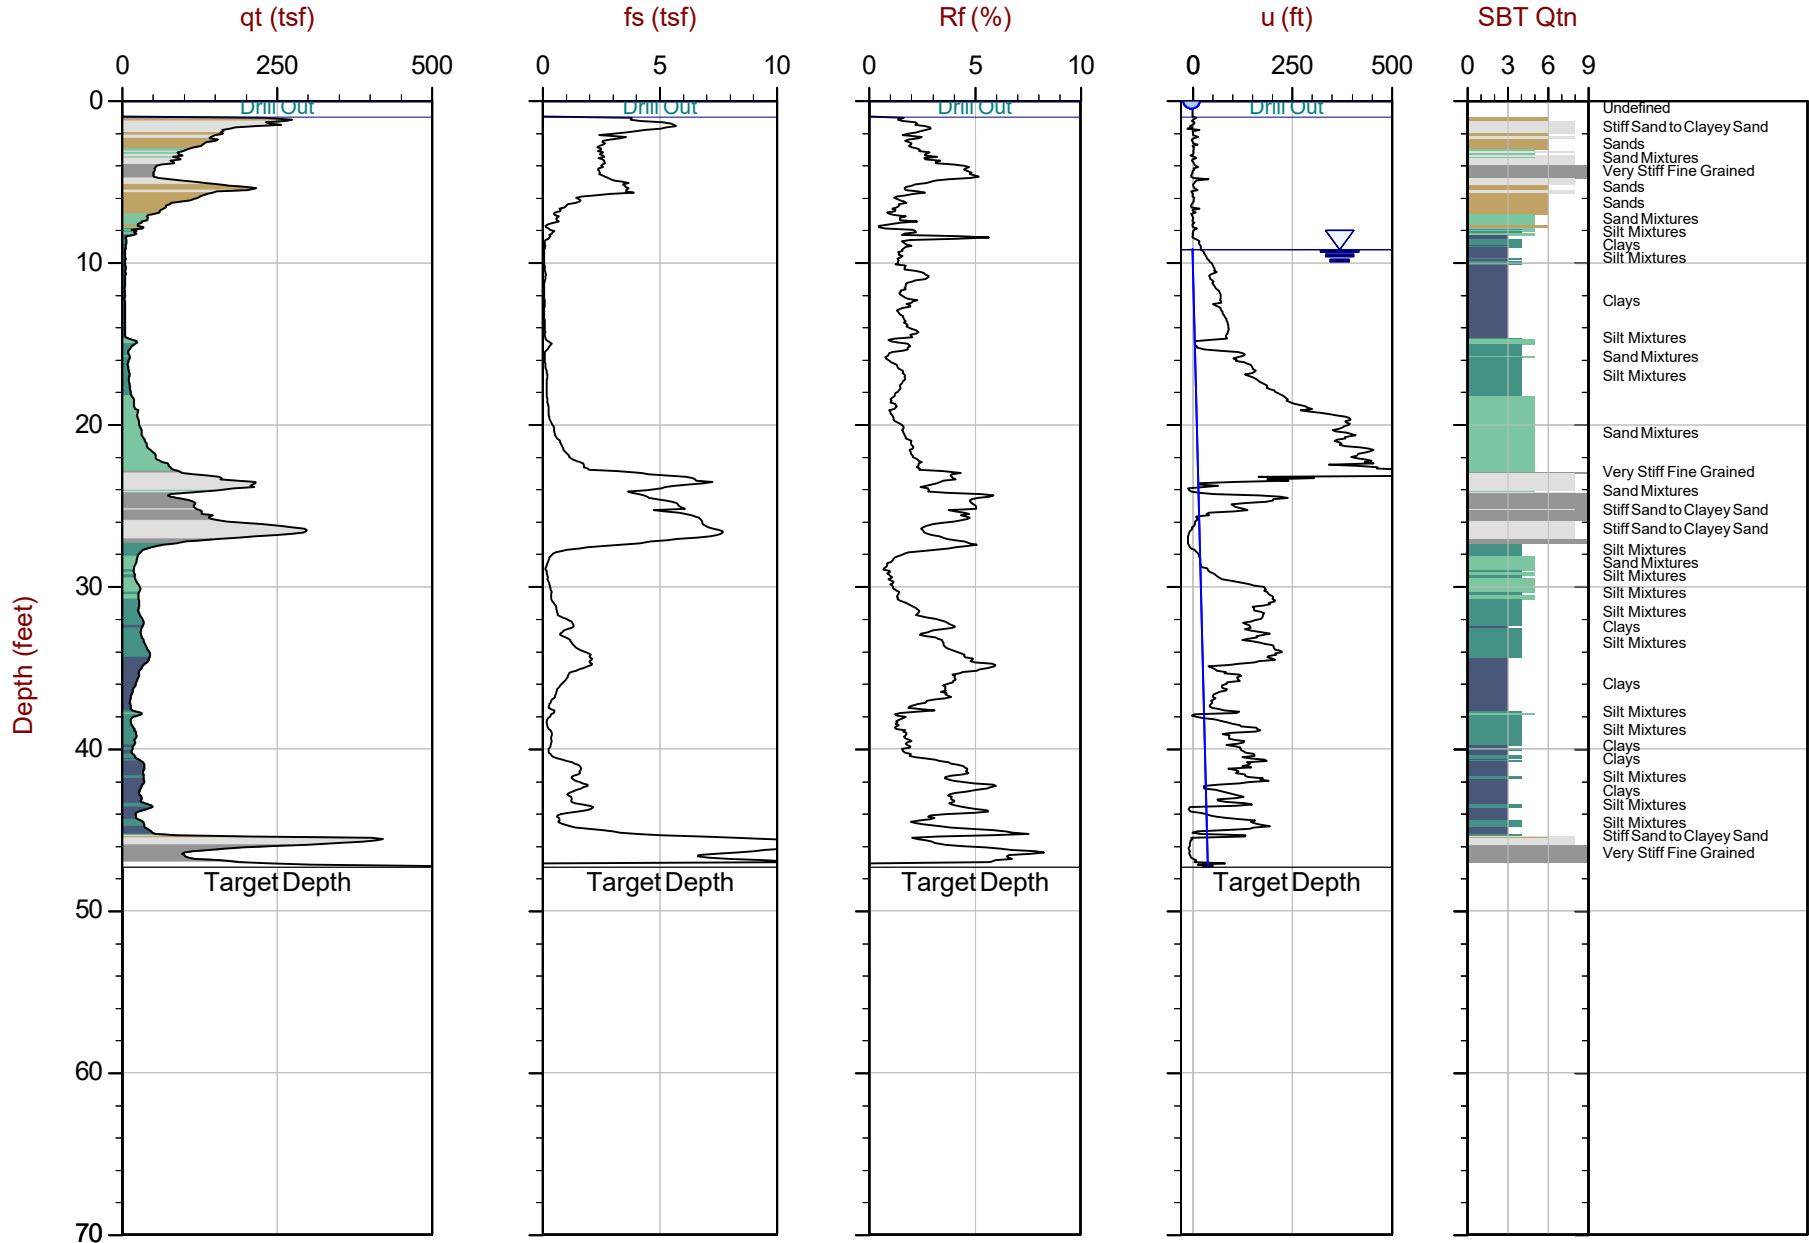 qt (tsf) fs (tsf) Rf (%) u (ft) SBT Qtn
0 250 500 0 5 10 0 5 10 0 250 500 0 3 6 9
0 Drill Out Drill Out Drill Out Drill Out
Undefined
Stiff Sand to Clayey Sand
Sands
Sand Mixtures
Very Stiff Fine Grained
Sands
Sands
Sand Mixtures
Silt Mixtures
Clays
Silt Mixtures
10
Clays
Silt Mixtures
Sand Mixtures
Silt Mixtures
20
Sand Mixtures
Very Stiff Fine Grained
Sand Mixtures
Stiff Sand to Clayey Sand
Stiff Sand to Clayey Sand
Silt Mixtures
Sand Mixtures
Silt Mixtures
30
Silt Mixtures
Silt Mixtures
Clays
Silt Mixtures
Depth (feet)
Clays
Silt Mixtures
Silt Mixtures
40
Clays
Clays
Silt Mixtures
Clays
Silt Mixtures
Silt Mixtures
Stiff Sand to Clayey Sand
Very Stiff Fine Grained
Target Depth Target Depth Target Depth Target Depth
50
60
70